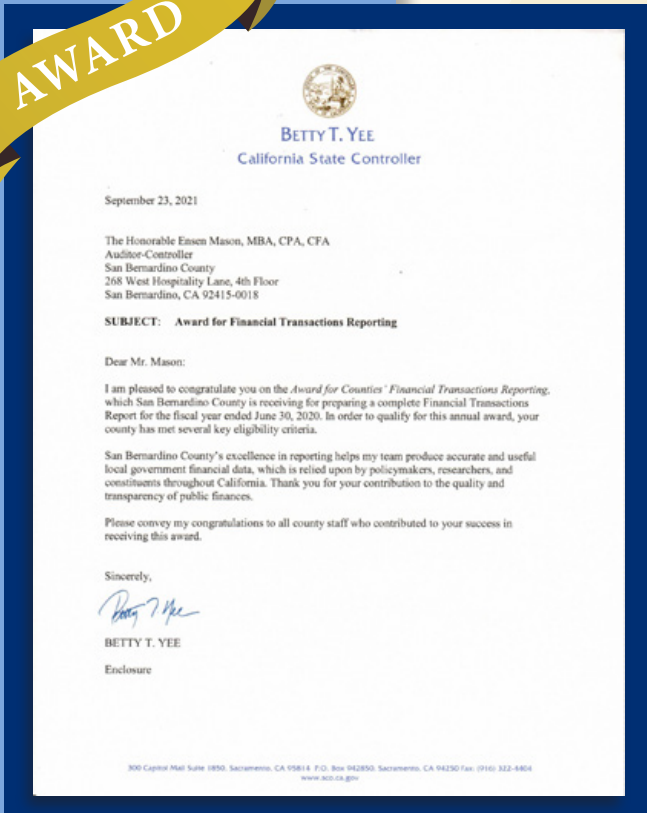 AWARD
BETTY T. YEE
California State Controller
September 23, 2021
The Honorable Ensen Mason, MBA, CPA, CFA
Auditor-Controller
San Bernardino County
268 West Hospitality Lane, 4th Floor
San Bernardino, CA 92415-0018
SUBJECT: Award for Financial Transactions Reporting
Dear Mr. Mason:
I am pleased to congratulate you on the Award for Counties' Financial Transactions Reporting,
which San Bernardino County is receiving for preparing a complete Financial Transactions
Report for the fiscal year ended June 30, 2020. In order to qualify for this annual award, your
county has met several key eligibility criteria.
San Bernardino County's excellence in reporting helps my team produce accurate and useful
local government financial data, which is relied upon by policymakers, researchers, and
constituents throughout California. Thank you for your contribution to the quality and
transparency of public finances.
Please convey my congratulations to all county staff who contributed to your success in
receiving this award.
Sincerely,
Betty T. Yee
BETTY T. YEE
Enclosure
300 Capitol Mall Suite 1850, Sacramento, CA 95814 P.O. Box 942850, Sacramento, CA 94250 Fax: (916) 322-4404
www.sco.ca.gov